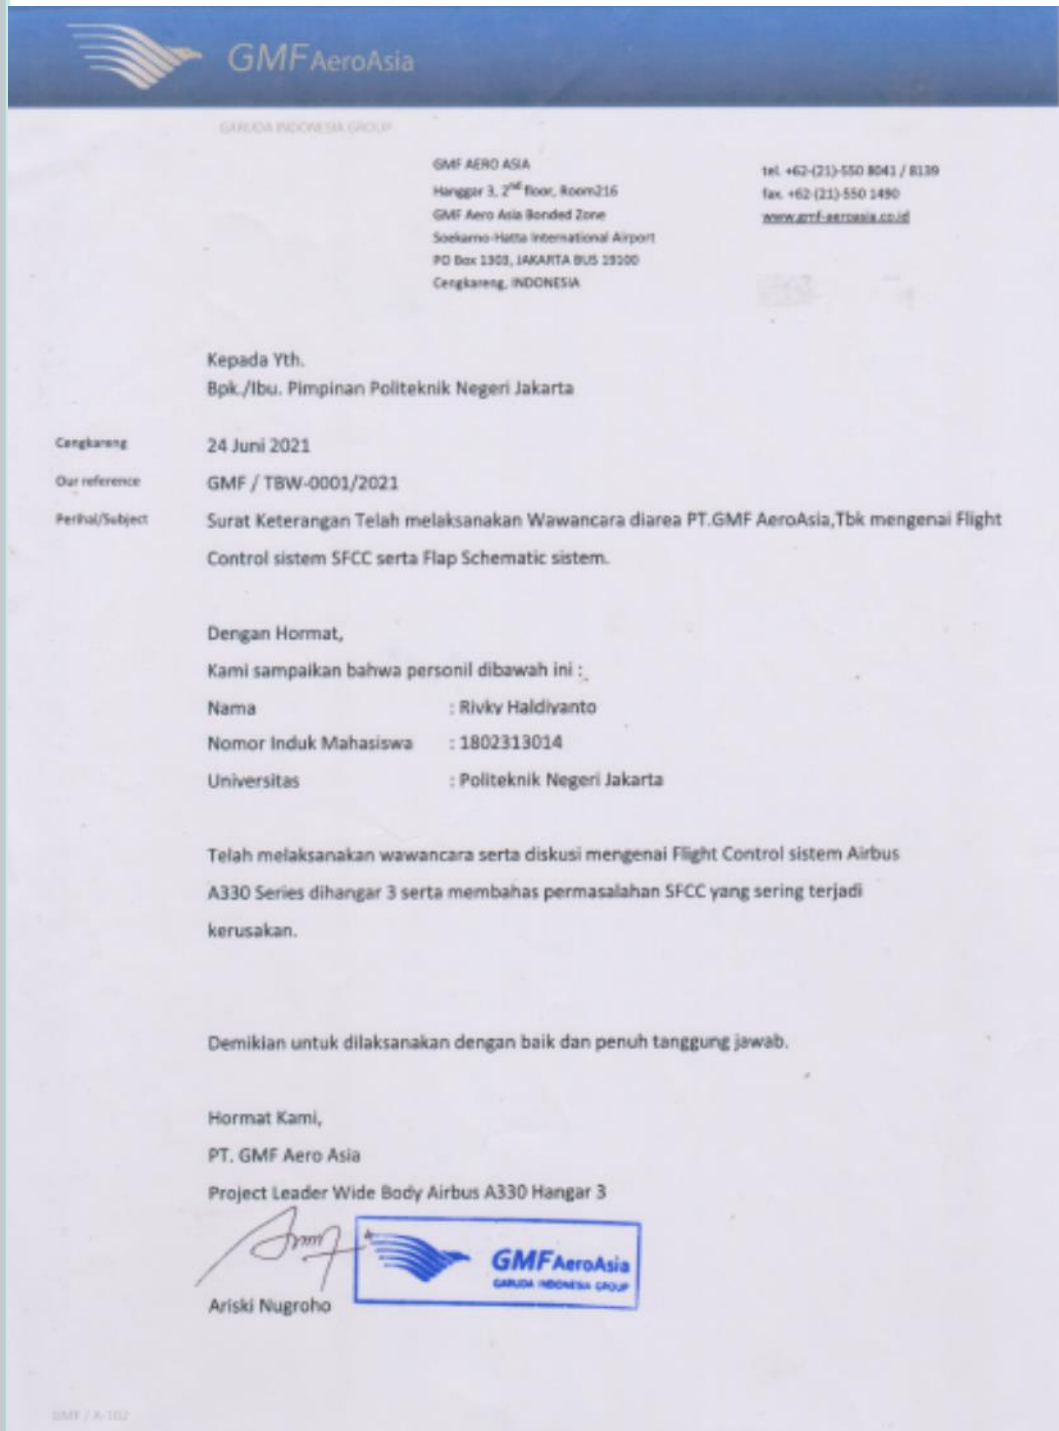 GMF AeroAsia
GARUDA INDONESIA GROUP
GMF AERO ASIA
Hanggar 3, 2nd floor, Room216
GMF Aero Asia Bonded Zone
Soekarno-Hatta International Airport
PO Box 1303, JAKARTA BUS 19100
Cengkareng, INDONESIA
tel. +62-(21)-550 8041 / 8139
fax. +62-(21)-550 1490
www.gmf-aeroasia.co.id
Kepada Yth.
Bpk./Ibu. Pimpinan Politeknik Negeri Jakarta
Cengkareng 24 Juni 2021
Our reference GMF / TBW-0001/2021
Perihal/Subject Surat Keterangan Telah melaksanakan Wawancara diarea PT.GMF AeroAsia,Tbk mengenai Flight
Control sistem SFCC serta Flap Schematic sistem.
Dengan Hormat,
Kami sampaikan bahwa personil dibawah ini :
Nama : Rivky Haldivanto
Nomor Induk Mahasiswa : 1802313014
Universitas : Politeknik Negeri Jakarta
Telah melaksanakan wawancara serta diskusi mengenai Flight Control sistem Airbus
A330 Series dihangar 3 serta membahas permasalahan SFCC yang sering terjadi
kerusakan.
Demikian untuk dilaksanakan dengan baik dan penuh tanggung jawab.
Hormat Kami,
PT. GMF Aero Asia
Project Leader Wide Body Airbus A330 Hangar 3
GMF AeroAsia
GARUDA INDONESIA GROUP
Ariski Nugroho
GMF / A-102